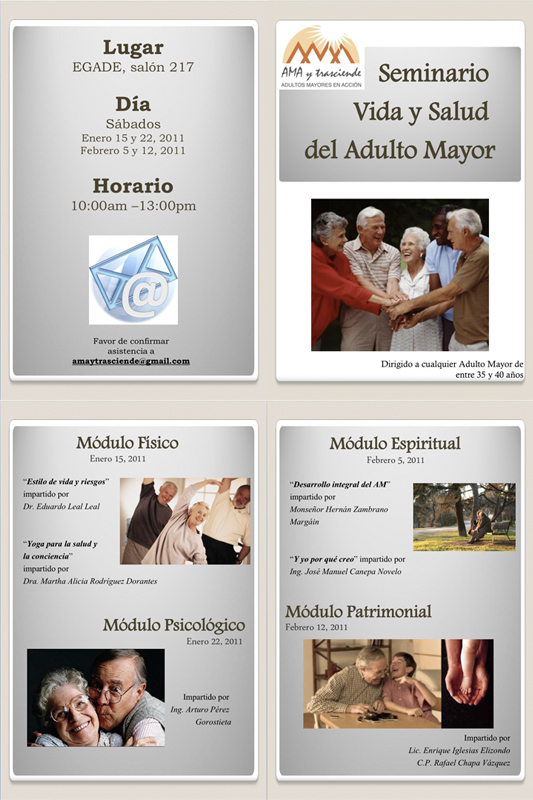 Lugar
EGADE, salón 217
Día
Sábados
Enero 15 y 22, 2011
Febrero 5 y 12, 2011
Horario
10:00am –13:00pm
@
Favor de confirmar
asistencia a
amaytrasciende@gmail.com
AMA y trasciende
ADULTOS MAYORES EN ACCIÓN
Seminario
Vida y Salud
del Adulto Mayor
Dirigido a cualquier Adulto Mayor de
entre 35 y 40 años
Módulo Físico
Enero 15, 2011
“Estilo de vida y riesgos”
impartido por
Dr. Eduardo Leal Leal
“Yoga para la salud y
la conciencia”
impartido por
Dra. Martha Alicia Rodríguez Dorantes
Módulo Psicológico
Enero 22, 2011
Impartido por
Ing. Arturo Pérez
Gorostieta
Módulo Espiritual
Febrero 5, 2011
“Desarrollo integral del AM”
impartido por
Monseñor Hernán Zambrano
Margáin
“Y yo por qué creo” impartido por
Ing. José Manuel Canepa Novelo
Módulo Patrimonial
Febrero 12, 2011
Impartido por
Lic. Enrique Iglesias Elizondo
C.P. Rafael Chapa Vázquez